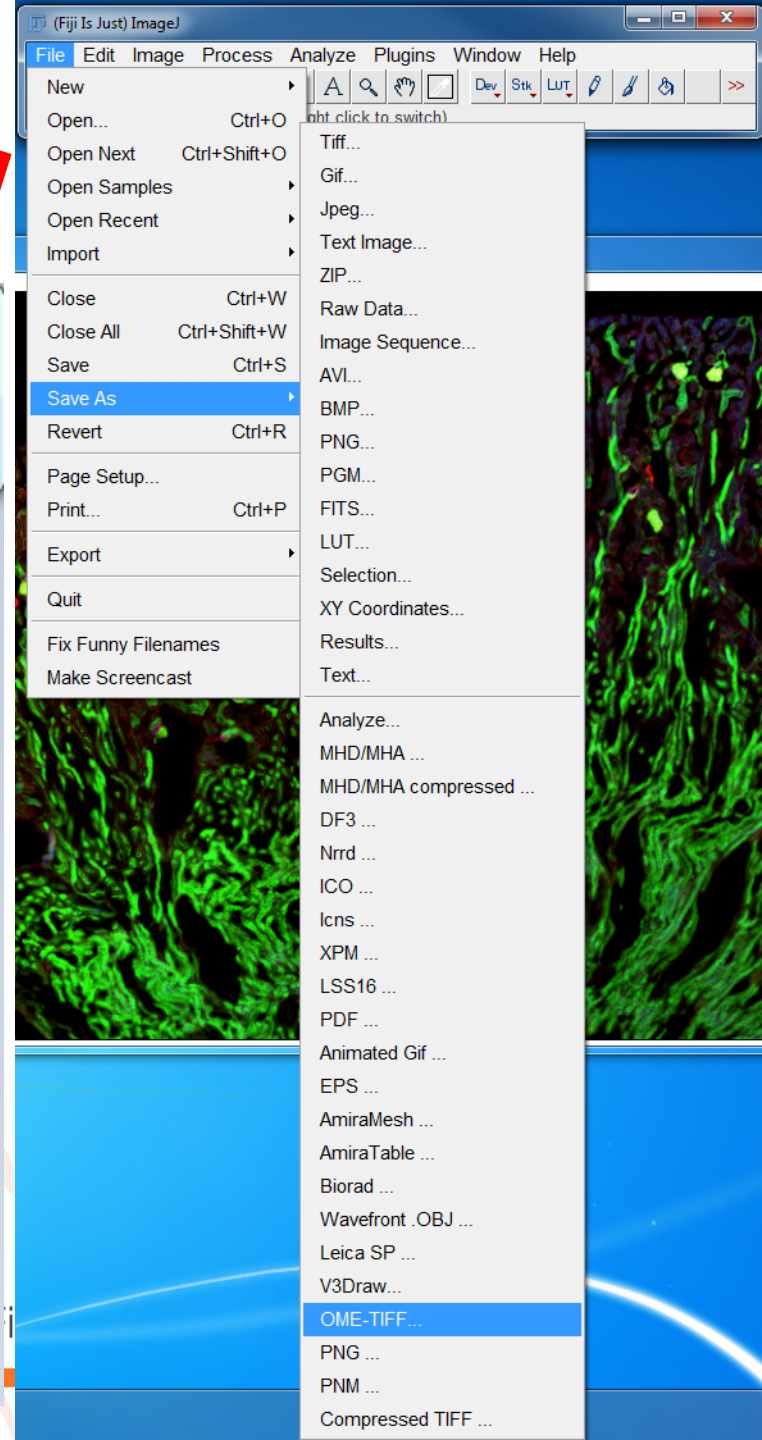 (Fiji Is Just) ImageJ
File Edit Image Process Analyze Plugins Window Help
A Dev Stk LUT >>
ght click to switch)
New
Open... Ctrl+O
Open Next Ctrl+Shift+O
Open Samples
Open Recent
Import
Close Ctrl+W
Close All Ctrl+Shift+W
Save Ctrl+S
Save As
Revert Ctrl+R
Page Setup...
Print... Ctrl+P
Export
Quit
Fix Funny Filenames
Make Screencast
Tiff...
Gif...
Jpeg...
Text Image...
ZIP...
Raw Data...
Image Sequence...
AVI...
BMP...
PNG...
PGM...
FITS...
LUT...
Selection...
XY Coordinates...
Results...
Text...
Analyze...
MHD/MHA ...
MHD/MHA compressed ...
DF3 ...
Nrrd ...
ICO ...
Icns ...
XPM ...
LSS16 ...
PDF ...
Animated Gif ...
EPS ...
AmiraMesh ...
AmiraTable ...
Biorad ...
Wavefront .OBJ ...
Leica SP ...
V3Draw...
OME-TIFF...
PNG ...
PNM ...
Compressed TIFF ...